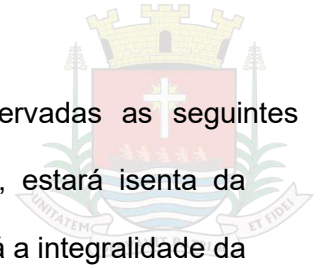 ervadas as seguintes
, estará isenta da
á a integralidade da
UNITATEM
ET FIDEI